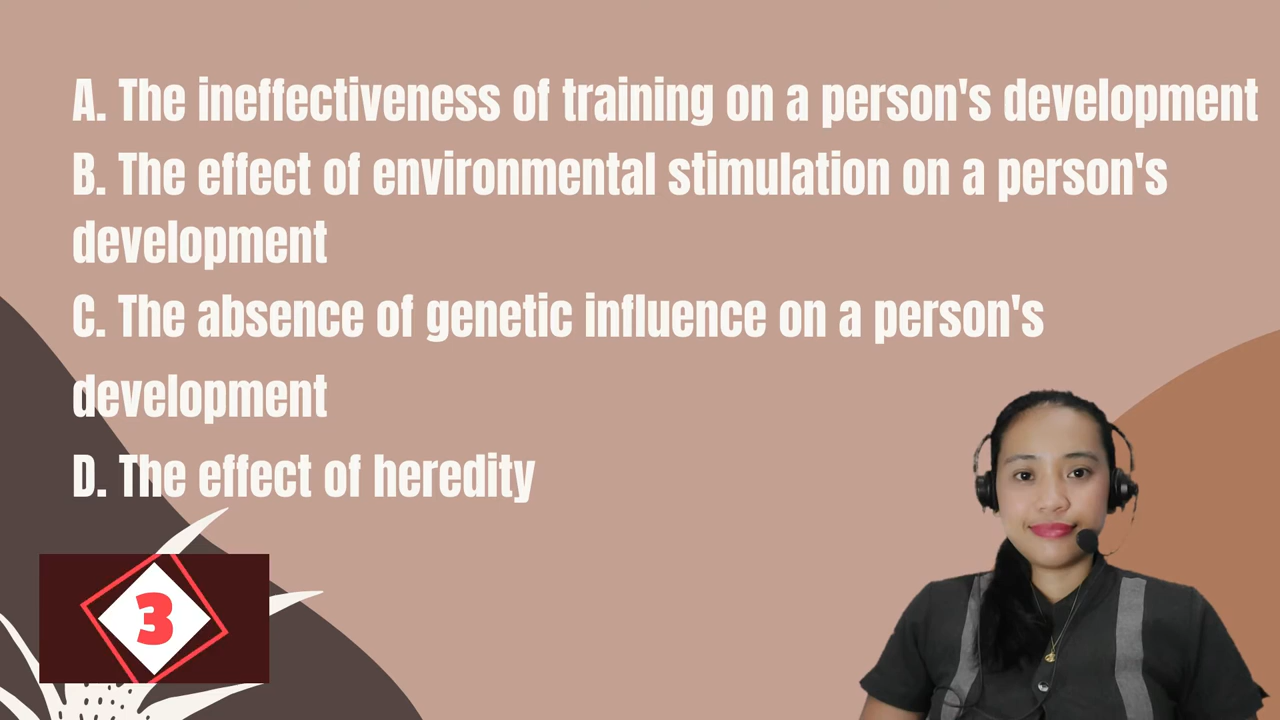 A. The ineffectiveness of training on a person's development
B. The effect of environmental stimulation on a person's
development
C. The absence of genetic influence on a person's
development
D. The effect of heredity
3